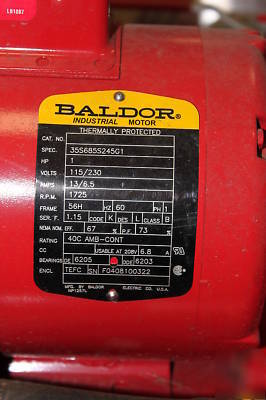 LB1087
BALDOR
INDUSTRIAL MOTOR
THERMALLY PROTECTED
CAT. NO.
SPEC. 35S685S245G1
HP 1
VOLTS 115/230
AMPS 13/6.5
R.P.M. 1725
FRAME 56H HZ 60 PH 1
SER. F. 1.15 CODE K DES L CLASS B
NEMA NOM. EFF. 67 % P.F. 73 %
RATING 40C AMB-CONT
CC USABLE AT 208V 6.8 A
BEARINGS DE 6205 ODE 6203
ENCL TEFC SN F0408100322
MFG. BY BALDOR ELECTRIC CO. U.S.A.